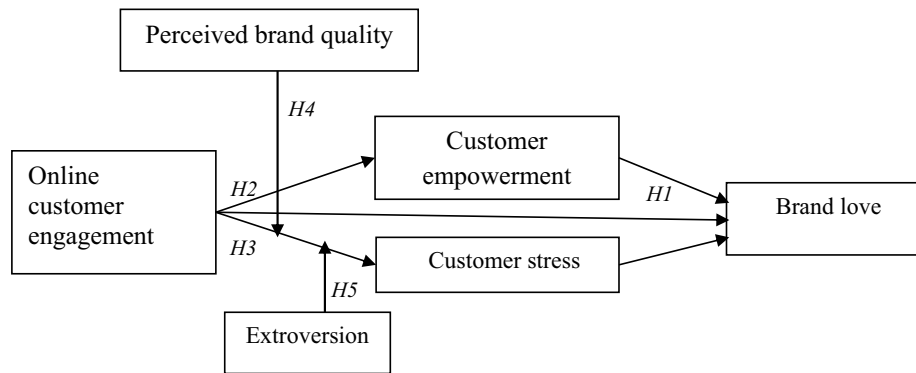 Perceived brand quality
H4
Customer
empowerment
Online
customer
engagement
H2
H1
Brand love
H3
Customer stress
H5
Extroversion